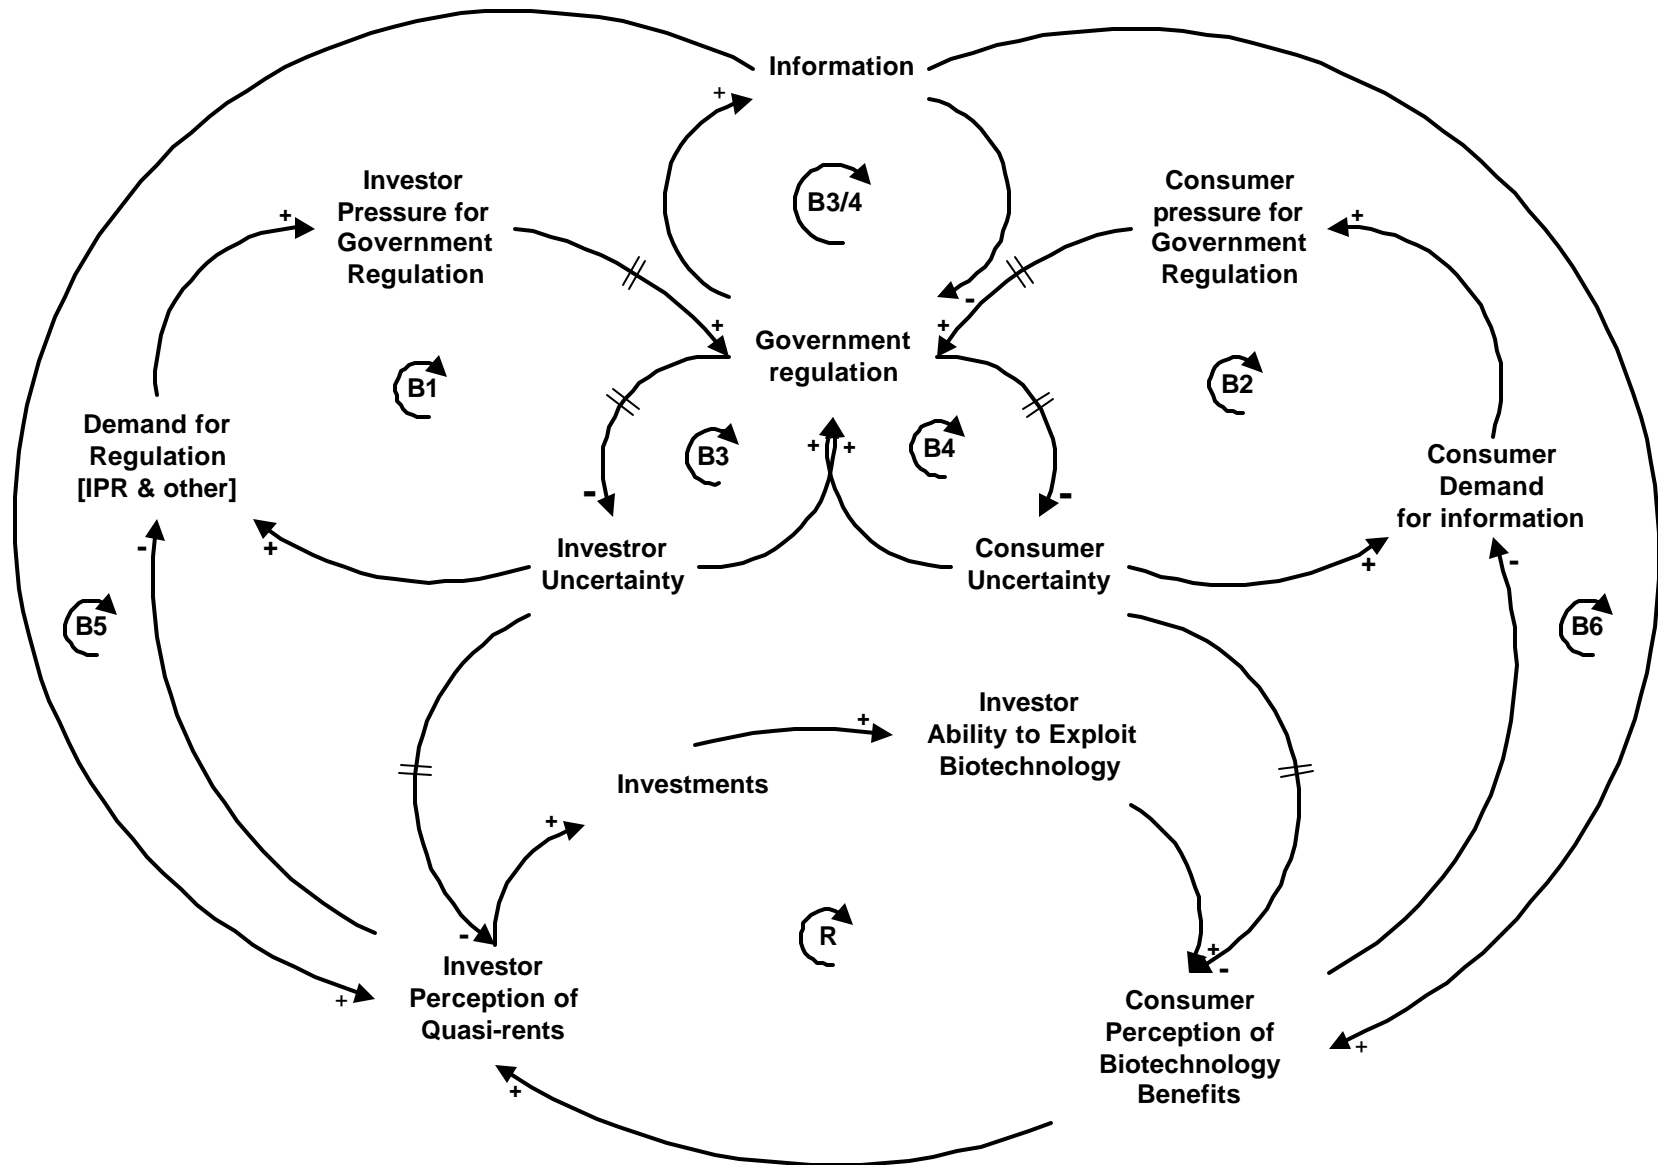 Information
+
Investor
Pressure for
Government
Regulation
+
B3/4
Consumer
pressure for
Government
Regulation
+
-
+
+
Government
regulation
B1
B2
B3
B4
+
+
Demand for
Regulation
[IPR & other]
Consumer
Demand
for information
-
-
-
+
Investror
Uncertainty
Consumer
Uncertainty
+
-
B5
B6
Investor
Ability to Exploit
Biotechnology
+
Investments
+
R
-
Investor
Perception of
Quasi-rents
+
+
-
Consumer
Perception of
Biotechnology
Benefits
+
+